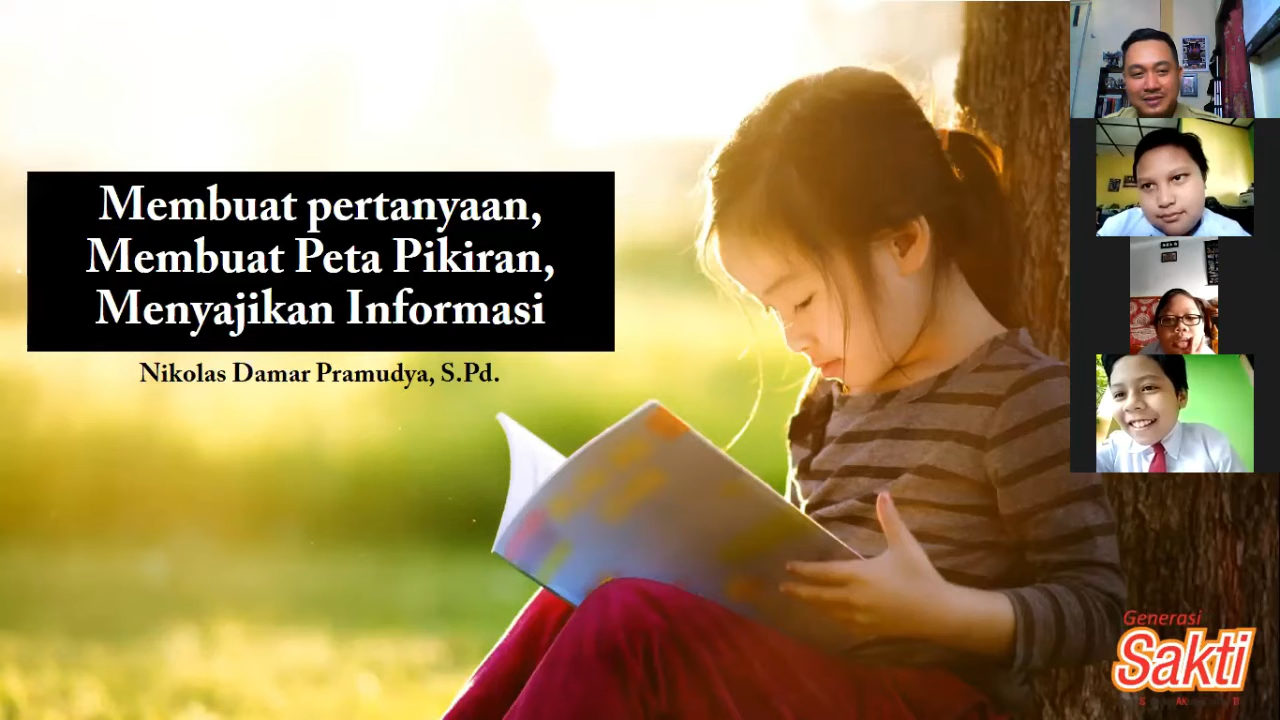 Membuat pertanyaan,
Membuat Peta Pikiran,
Menyajikan Informasi
Nikolas Damar Pramudya, S.Pd.
Generasi
Sakti